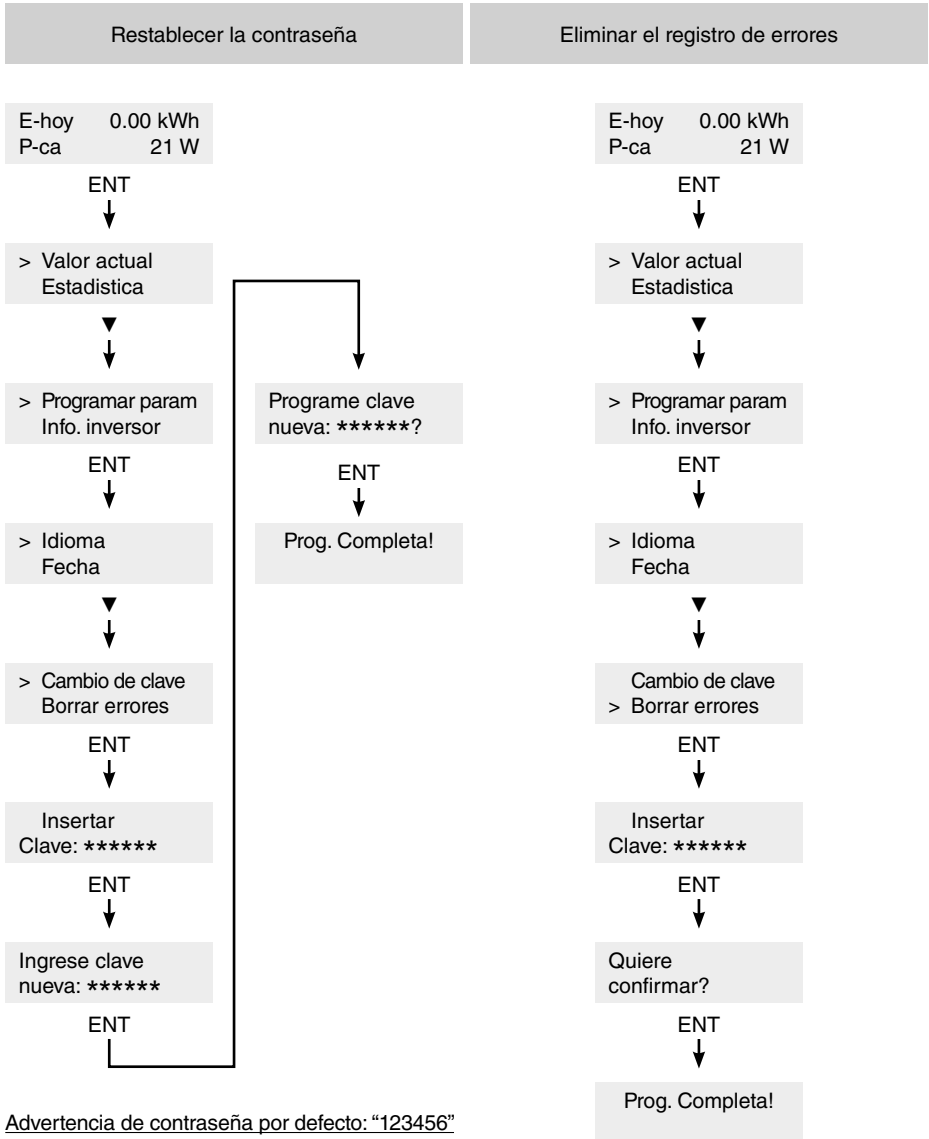 Restablecer la contraseña
E-hoy 0.00 kWh
P-ca 21 W
ENT
> Valor actual
Estadistica
▼
> Programar param
Info. inversor
ENT
> Idioma
Fecha
▼
> Cambio de clave
Borrar errores
ENT
Insertar
Clave: ******
ENT
Ingrese clave
nueva: ******
ENT
Programe clave
nueva: ******?
ENT
Prog. Completa!
Advertencia de contraseña por defecto: “123456”
Eliminar el registro de errores
E-hoy 0.00 kWh
P-ca 21 W
ENT
> Valor actual
Estadistica
▼
> Programar param
Info. inversor
ENT
> Idioma
Fecha
▼
Cambio de clave
> Borrar errores
ENT
Insertar
Clave: ******
ENT
Quiere
confirmar?
ENT
Prog. Completa!